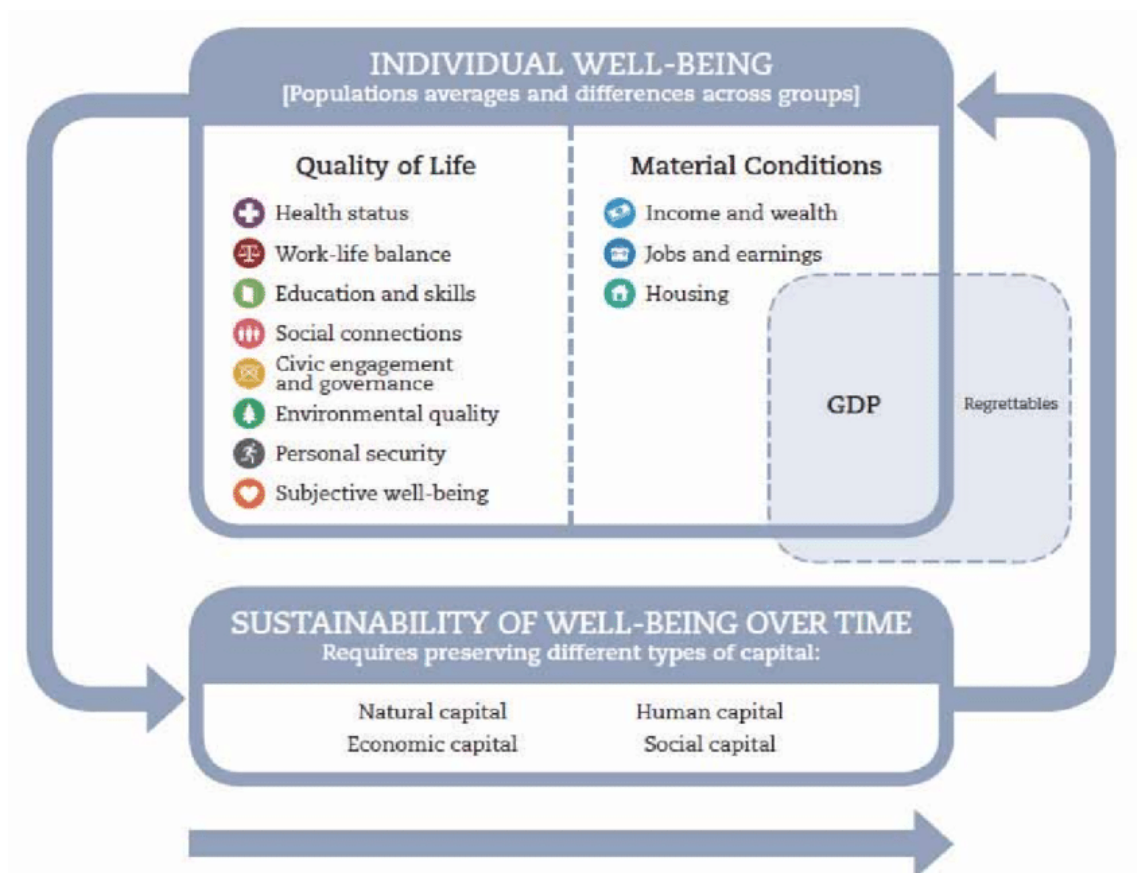 INDIVIDUAL WELL-BEING
[Populations averages and differences across groups]
Quality of Life
Health status
Work-life balance
Education and skills
Social connections
Civic engagement
and governance
Environmental quality
Personal security
Subjective well-being
Material Conditions
Income and wealth
Jobs and earnings
Housing
GDP
Regrettables
SUSTAINABILITY OF WELL-BEING OVER TIME
Requires preserving different types of capital:
Natural capital
Economic capital
Human capital
Social capital